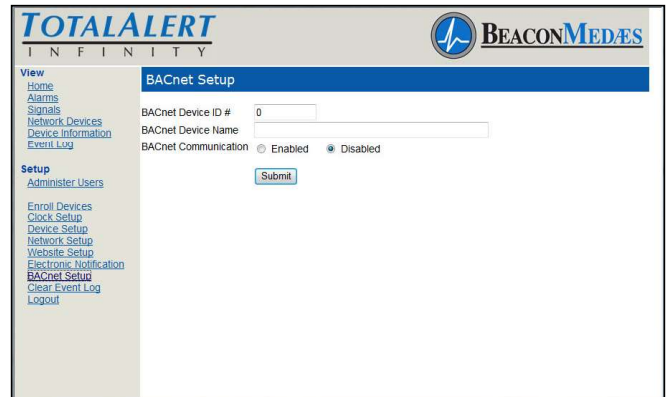 TOTALALERT
INFINITY
BEACONMEDÆS
View
Home
Alarms
Signals
Network Devices
Device Information
Event Log
Setup
Administer Users
Enroll Devices
Clock Setup
Device Setup
Network Setup
Website Setup
Electronic Notification
BACnet Setup
Clear Event Log
Logout
BACnet Setup
BACnet Device ID # 0
BACnet Device Name
BACnet Communication Enabled Disabled
Submit